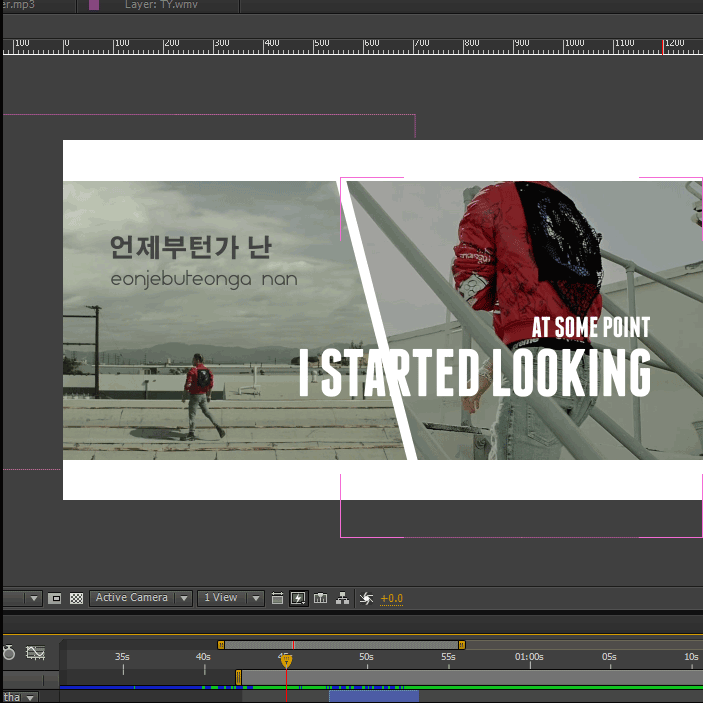 er.mp3
Layer: TY.wmv
100 0 100 200 300 400 500 600 700 800 900 1000 1100 1200
언제부턴가 난
eonjebuteonga nan
AT SOME POINT
I STARTED LOOKING
Active Camera
1 View
+0.0
35s 40s 45s 50s 55s 01:00s 05s 10s
tha